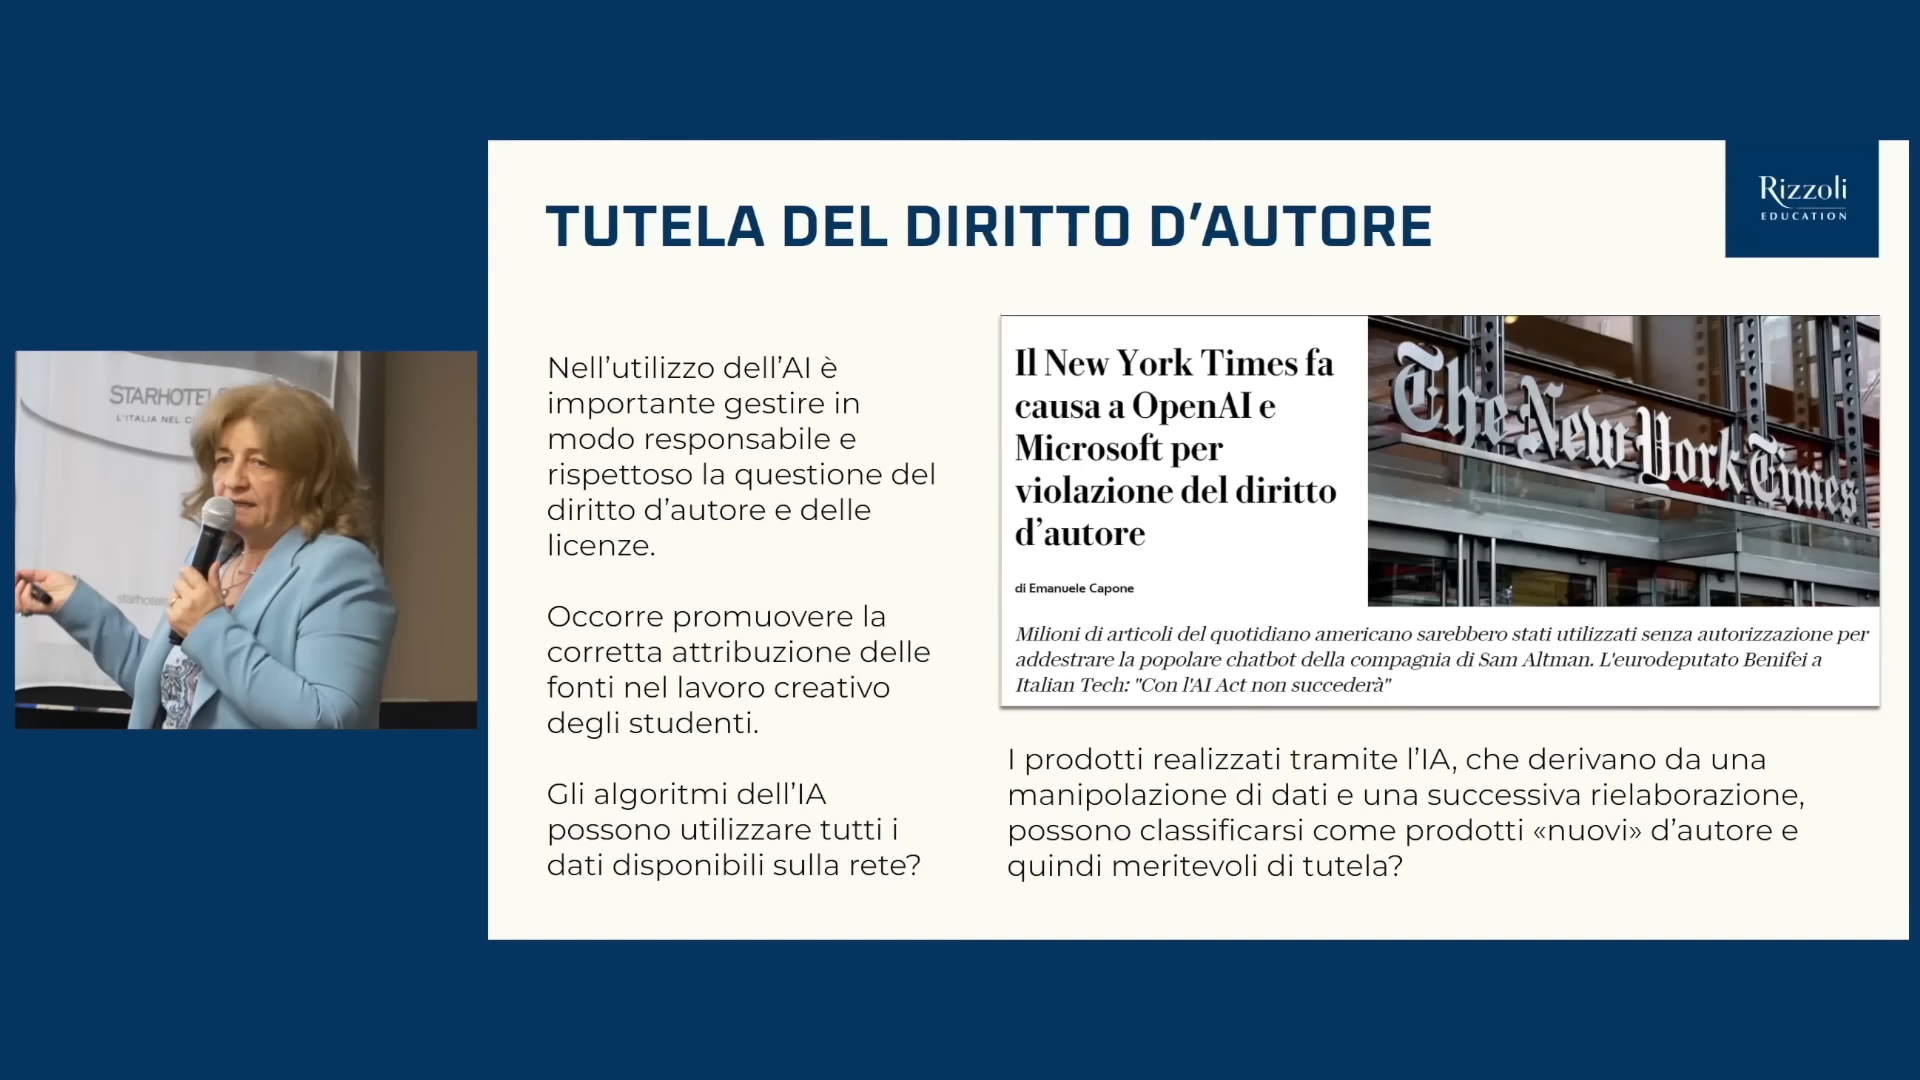 STARHOTELS
L'ITALIA NEL
starhotels
Rizzoli
EDUCATION
TUTELA DEL DIRITTO D'AUTORE
Nell'utilizzo dell'AI è
importante gestire in
modo responsabile e
rispettoso la questione del
diritto d'autore e delle
licenze.
Occorre promuovere la
corretta attribuzione delle
fonti nel lavoro creativo
degli studenti.
Gli algoritmi dell'IA
possono utilizzare tutti i
dati disponibili sulla rete?
Il New York Times fa
causa a OpenAI e
Microsoft per
violazione del diritto
d'autore
di Emanuele Capone
The New York Times
Milioni di articoli del quotidiano americano sarebbero stati utilizzati senza autorizzazione per
addestrare la popolare chatbot della compagnia di Sam Altman. L'eurodeputato Benifei a
Italian Tech: "Con l'AI Act non succederà"
I prodotti realizzati tramite l'IA, che derivano da una
manipolazione di dati e una successiva rielaborazione,
possono classificarsi come prodotti «nuovi» d'autore e
quindi meritevoli di tutela?